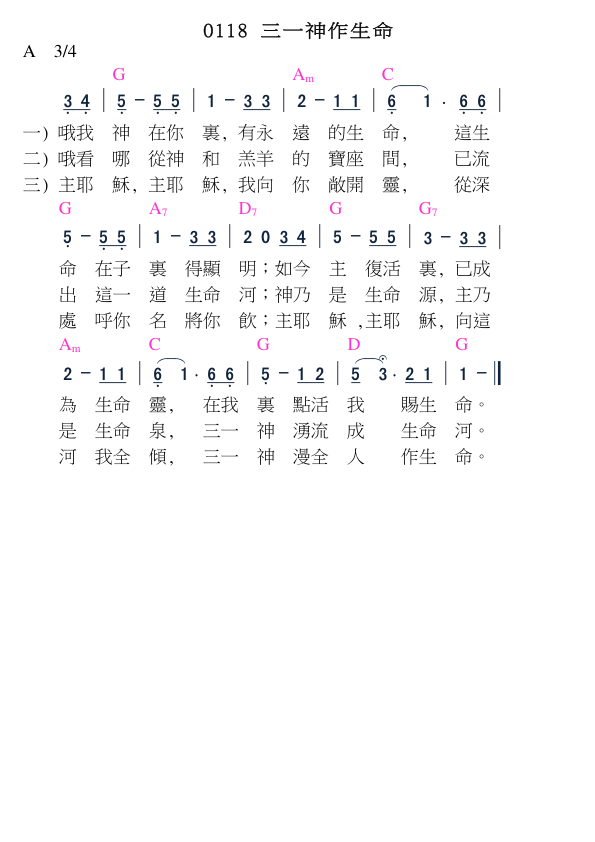 0118 三一神作生命
A 3/4
G Am C
3 4 | 5 - 5 5 | 1 - 3 3 | 2 - 1 1 | 6 1 . 6 6 |
一) 哦我 神 在你 裏, 有永 遠 的生 命, 這生
二) 哦看 哪 從神 和 羔羊 的 寶座 間, 已流
三) 主耶 穌, 主耶 穌, 我向 你 敞開 靈, 從深
G A7 D7 G G7
5 - 5 5 | 1 - 3 3 | 2 0 3 4 | 5 - 5 5 | 3 - 3 3 |
命 在子 裏 得顯 明; 如今 主 復活 裏, 已成
出 這一 道 生命 河; 神乃 是 生命 源, 主乃
處 呼你 名 將你 飲; 主耶 穌 , 主耶 穌, 向這
Am C G D G
2 - 1 1 | 6 1 . 6 6 | 5 - 1 2 | 5 3 . 2 1 | 1 - ||
為 生命 靈, 在我 裏 點活 我 賜生 命。
是 生命 泉, 三一 神 湧流 成 生命 河。
河 我全 傾, 三一 神 漫全 人 作生 命。